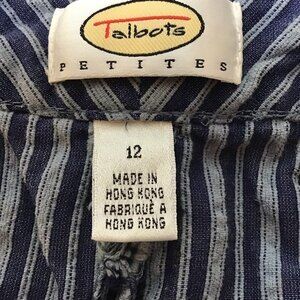 Talbots
PETITES
12
MADE IN
HONG KONG
FABRIQUÉ À
HONG KONG